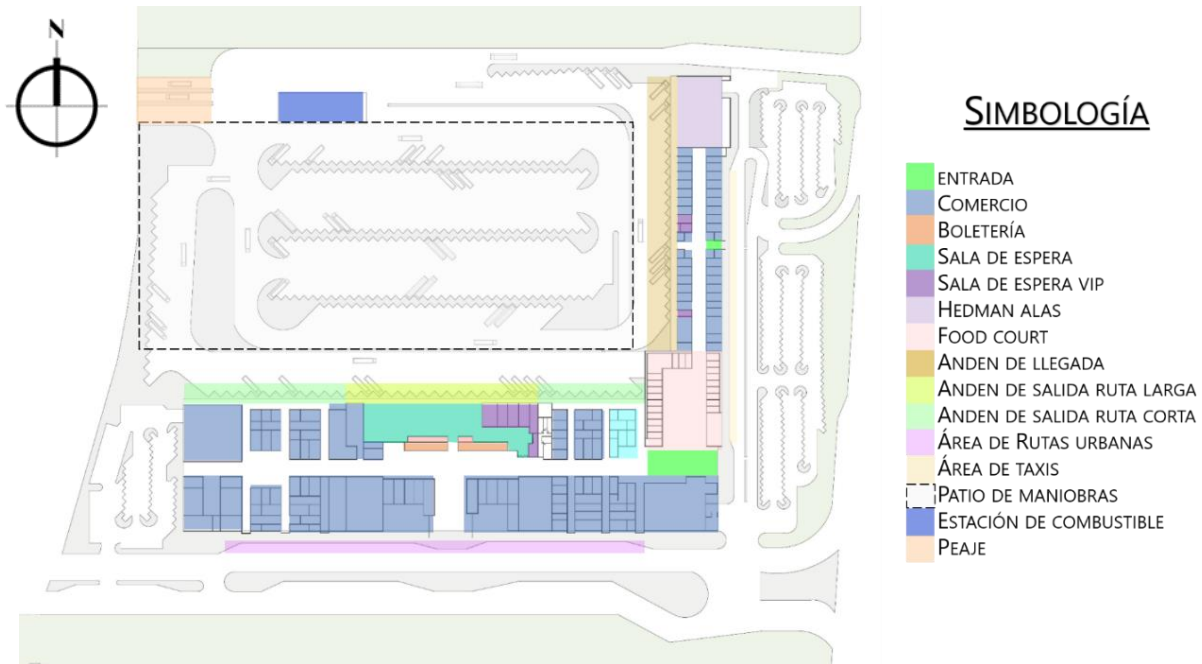 N
SIMBOLOGÍA
ENTRADA
COMERCIO
BOLETERÍA
SALA DE ESPERA
SALA DE ESPERA VIP
HEDMAN ALAS
FOOD COURT
ANDEN DE LLEGADA
ANDEN DE SALIDA RUTA LARGA
ANDEN DE SALIDA RUTA CORTA
ÁREA DE RUTAS URBANAS
ÁREA DE TAXIS
PATIO DE MANIOBRAS
ESTACIÓN DE COMBUSTIBLE
PEAJE